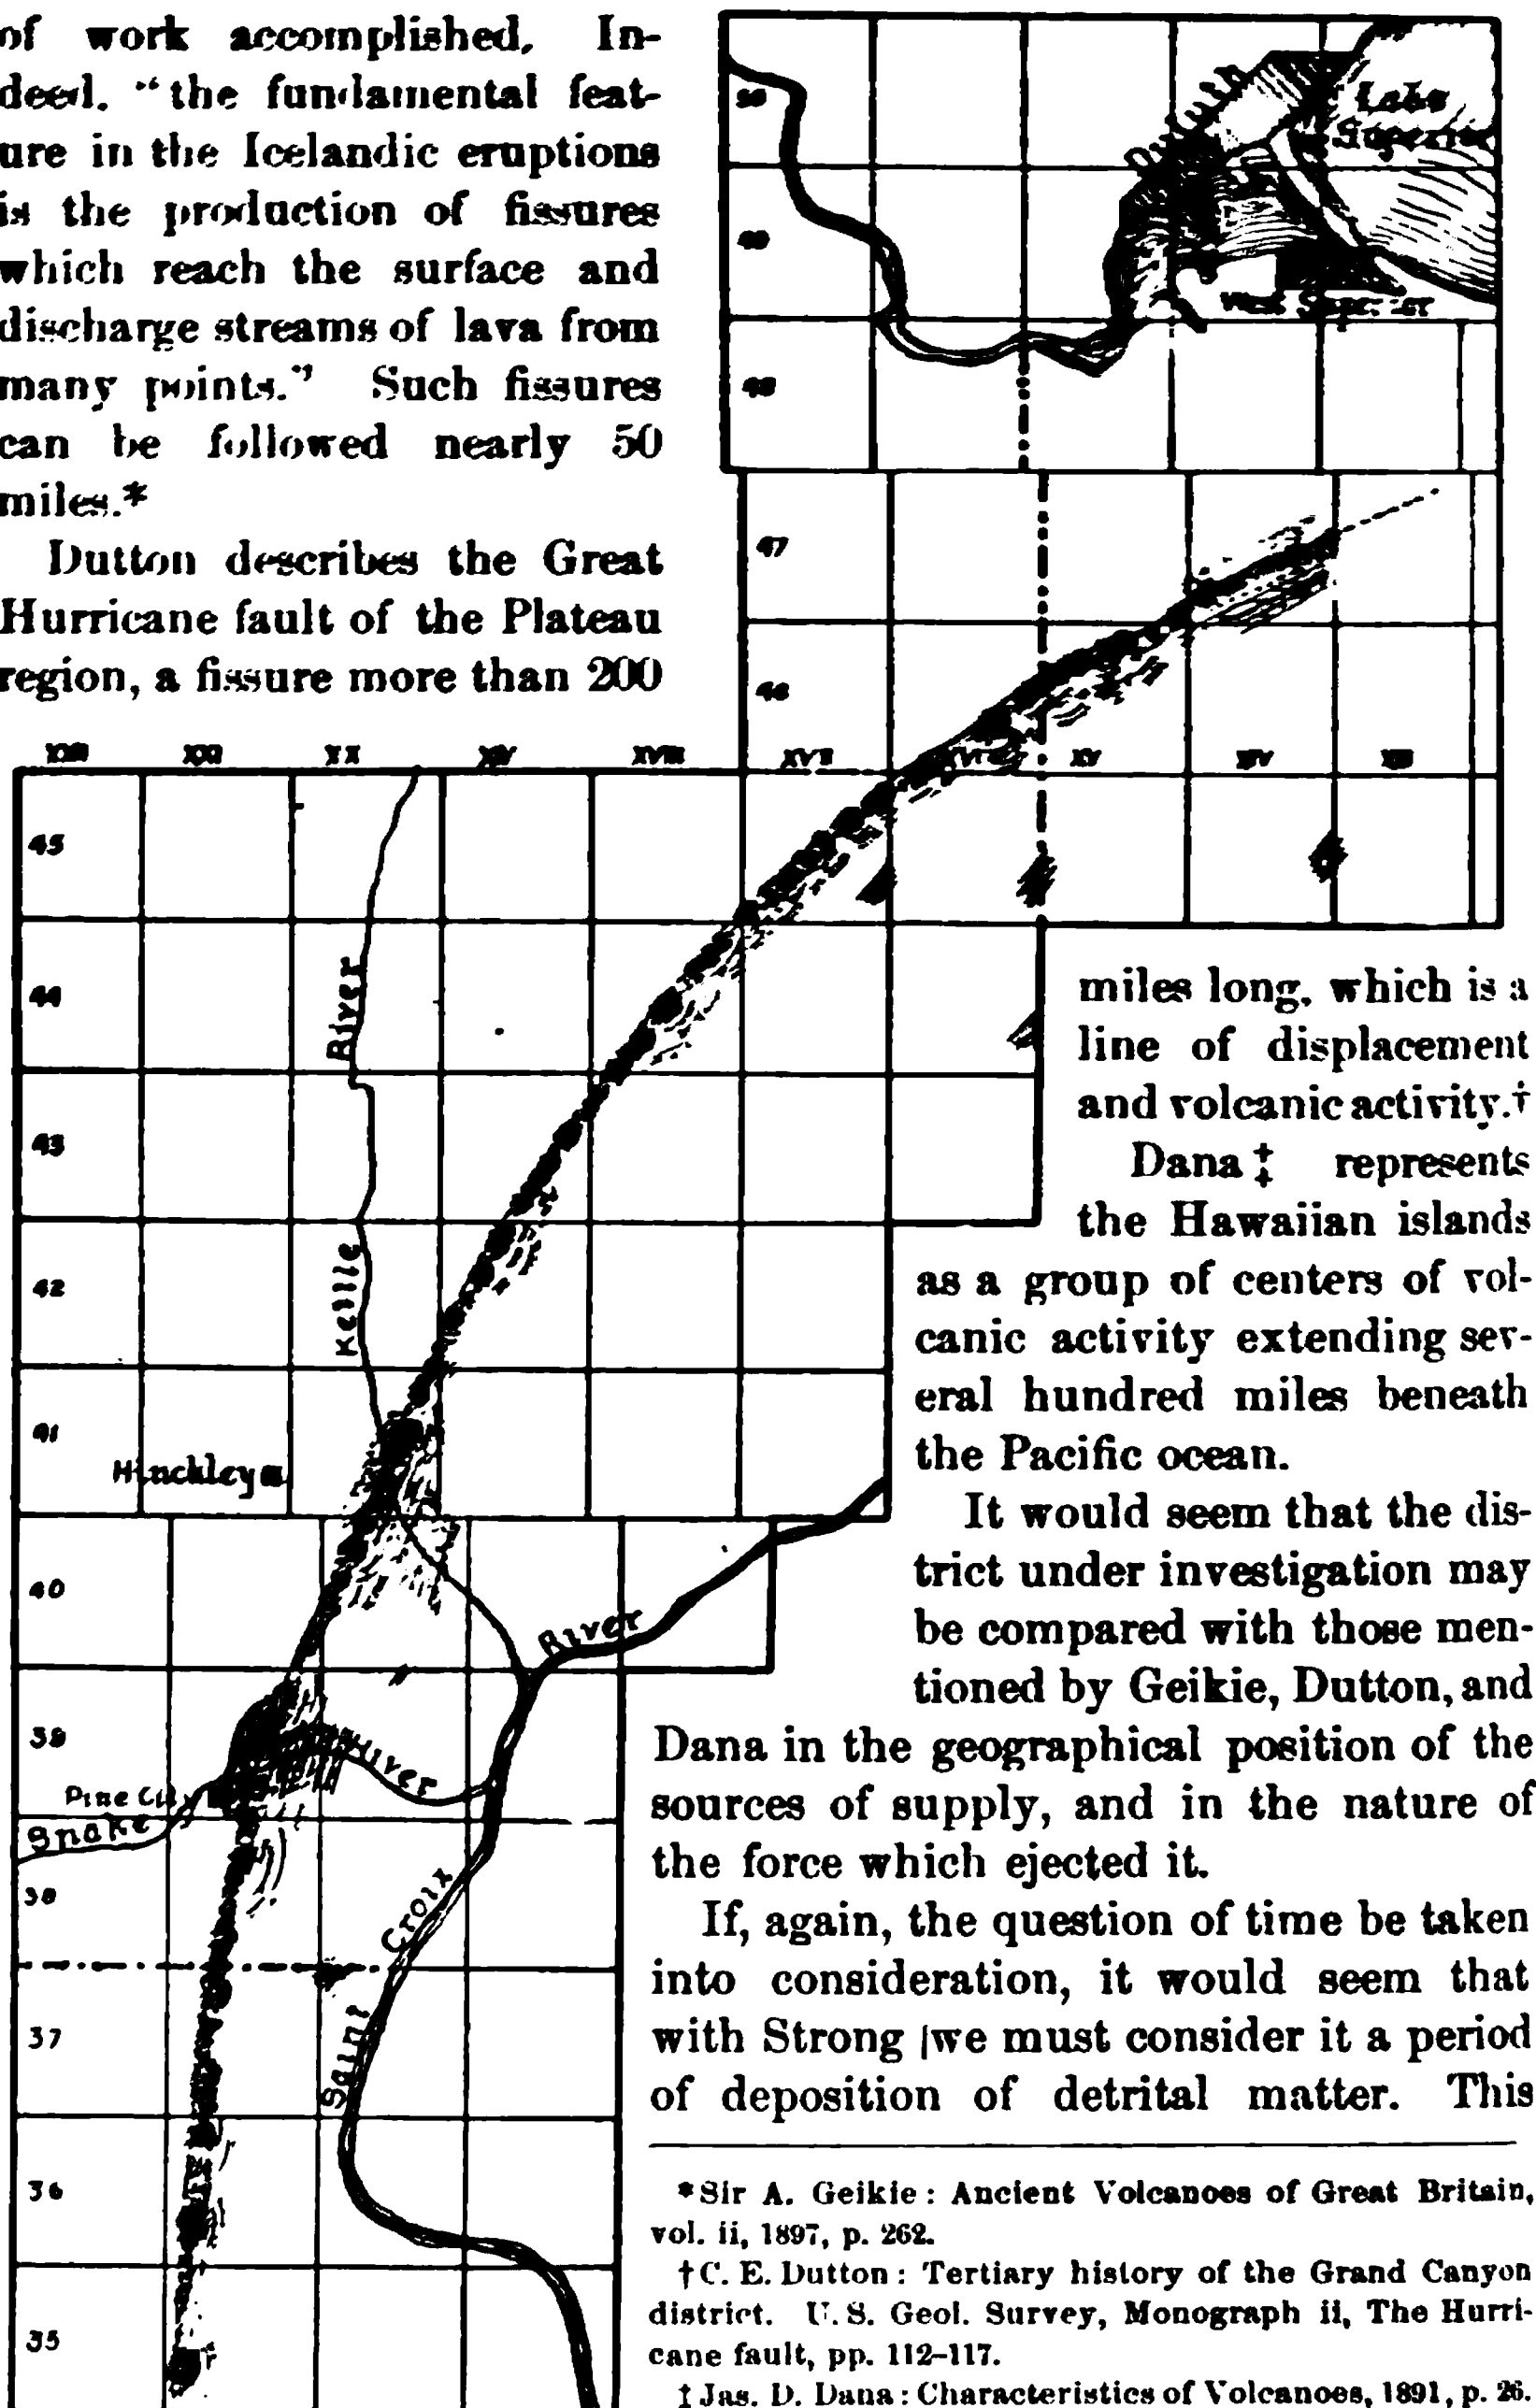 of work accomplished. In-
deed, "the fundamental feat-
ure in the Icelandic eruptions
is the production of fissures
which reach the surface and
discharge streams of lava from
many points." Such fissures
can be followed nearly 50
miles.*
Dutton describes the Great
Hurricane fault of the Plateau
region, a fissure more than 200
miles long, which is a
line of displacement
and volcanic activity.†
Dana ‡ represents
the Hawaiian islands
as a group of centers of vol-
canic activity extending sev-
eral hundred miles beneath
the Pacific ocean.
It would seem that the dis-
trict under investigation may
be compared with those men-
tioned by Geikie, Dutton, and
Dana in the geographical position of the
sources of supply, and in the nature of
the force which ejected it.
If, again, the question of time be taken
into consideration, it would seem that
with Strong |we must consider it a period
of deposition of detrital matter. This
*Sir A. Geikie: Ancient Volcanoes of Great Britain,
vol. ii, 1897, p. 262.
†C. E. Dutton: Tertiary history of the Grand Canyon
district. U. S. Geol. Survey, Monograph ii, The Hurri-
cane fault, pp. 112–117.
‡Jas. D. Dana: Characteristics of Volcanoes, 1891, p. 26.
Duluth
Lake
Superior
West Superior
49
48
47
46
XXI
XX
XVIII
XVII
XVI
XV
XIV
45
44
43
42
41
40
39
38
37
36
35
Kettle River
Hinckley
Pine City
Snake River
Saint Croix River